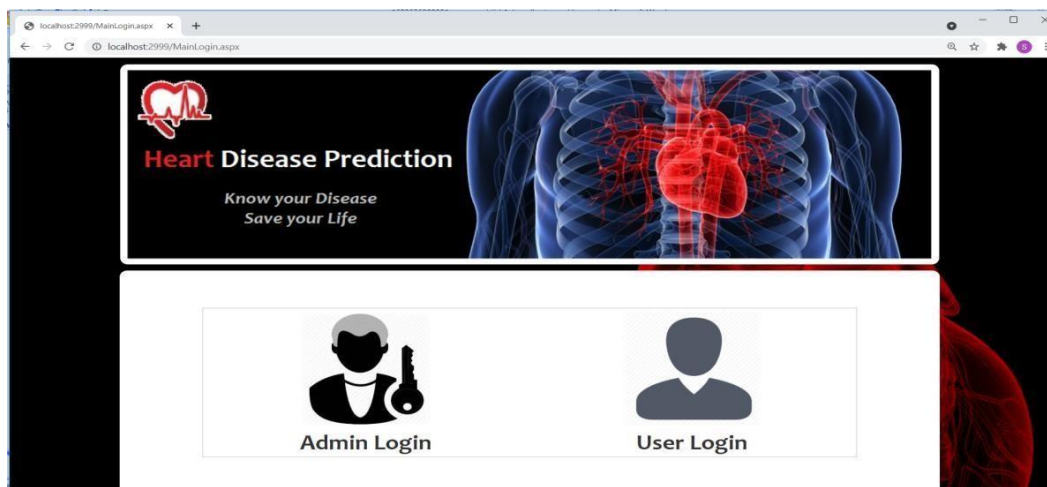 localhost:2999/MainLogin.aspx
localhost:2999/MainLogin.aspx
S
Heart Disease Prediction
Know your Disease
Save your Life
Admin Login
User Login